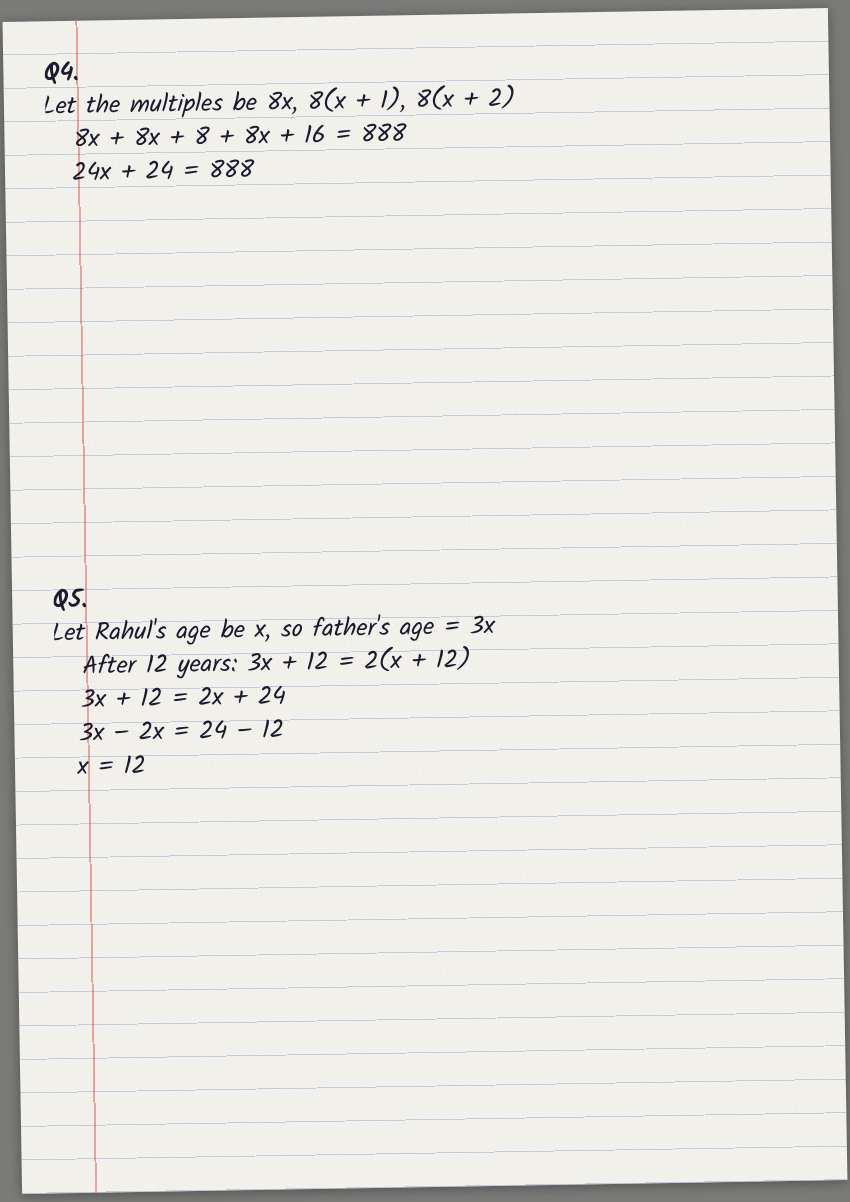 Q4.
Let the multiples be 8x, 8(x + 1), 8(x + 2)
8x + 8x + 8 + 8x + 16 = 888
24x + 24 = 888
Q5.
Let Rahul's age be x, so father's age = 3x
After 12 years: 3x + 12 = 2(x + 12)
3x + 12 = 2x + 24
3x − 2x = 24 − 12
x = 12